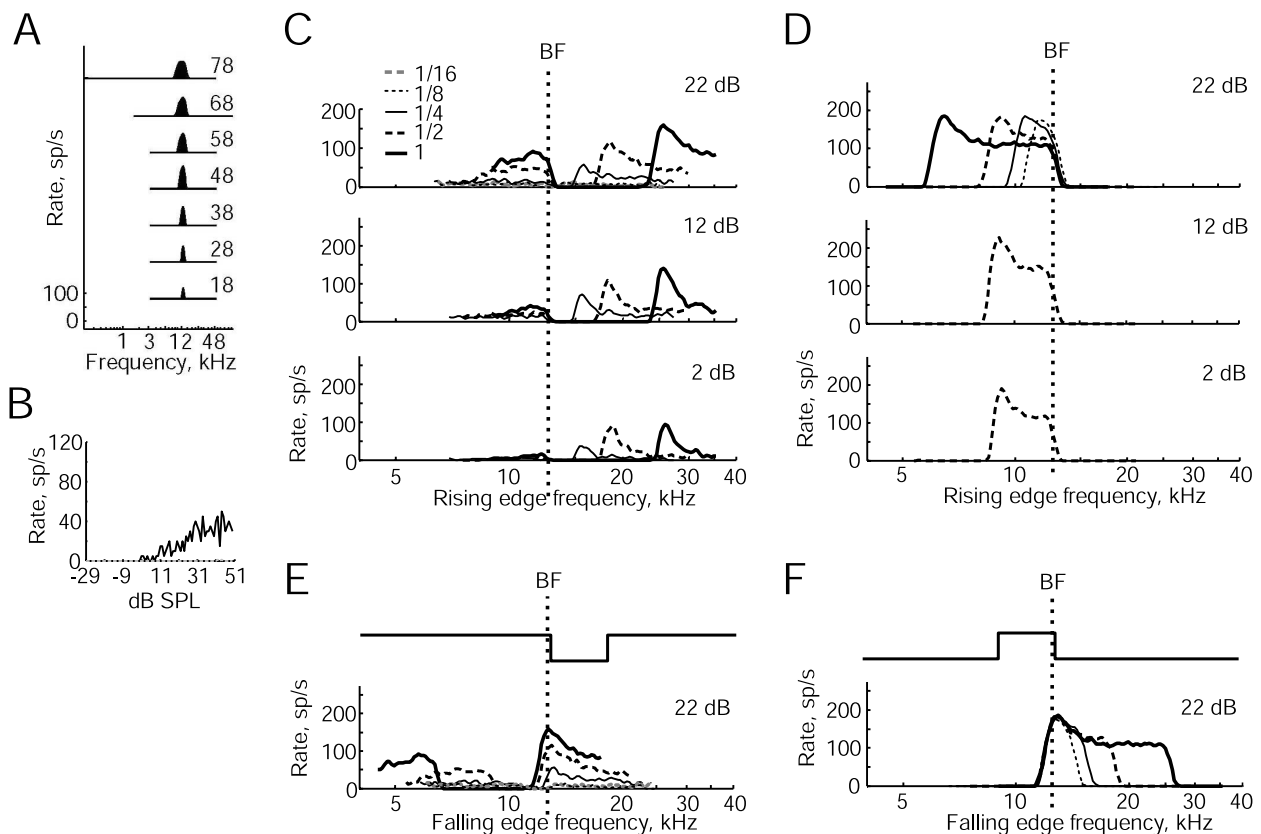 A
78
68
58
48
38
28
18
Rate, sp/s
100
0
1 3 12 48
Frequency, kHz
B
Rate, sp/s
120
80
40
0
-29 -9 11 31 51
dB SPL
C
BF
1/16
1/8
1/4
1/2
1
22 dB
200
100
0
12 dB
200
100
0
2 dB
Rate, sp/s
200
100
0
5 10 20 30 40
Rising edge frequency, kHz
D
BF
22 dB
200
100
0
12 dB
200
100
0
2 dB
Rate, sp/s
200
100
0
5 10 20 30 40
Rising edge frequency, kHz
E
BF
22 dB
Rate, sp/s
200
100
0
5 10 20 30 40
Falling edge frequency, kHz
F
BF
22 dB
Rate, sp/s
200
100
0
5 10 20 30 40
Falling edge frequency, kHz